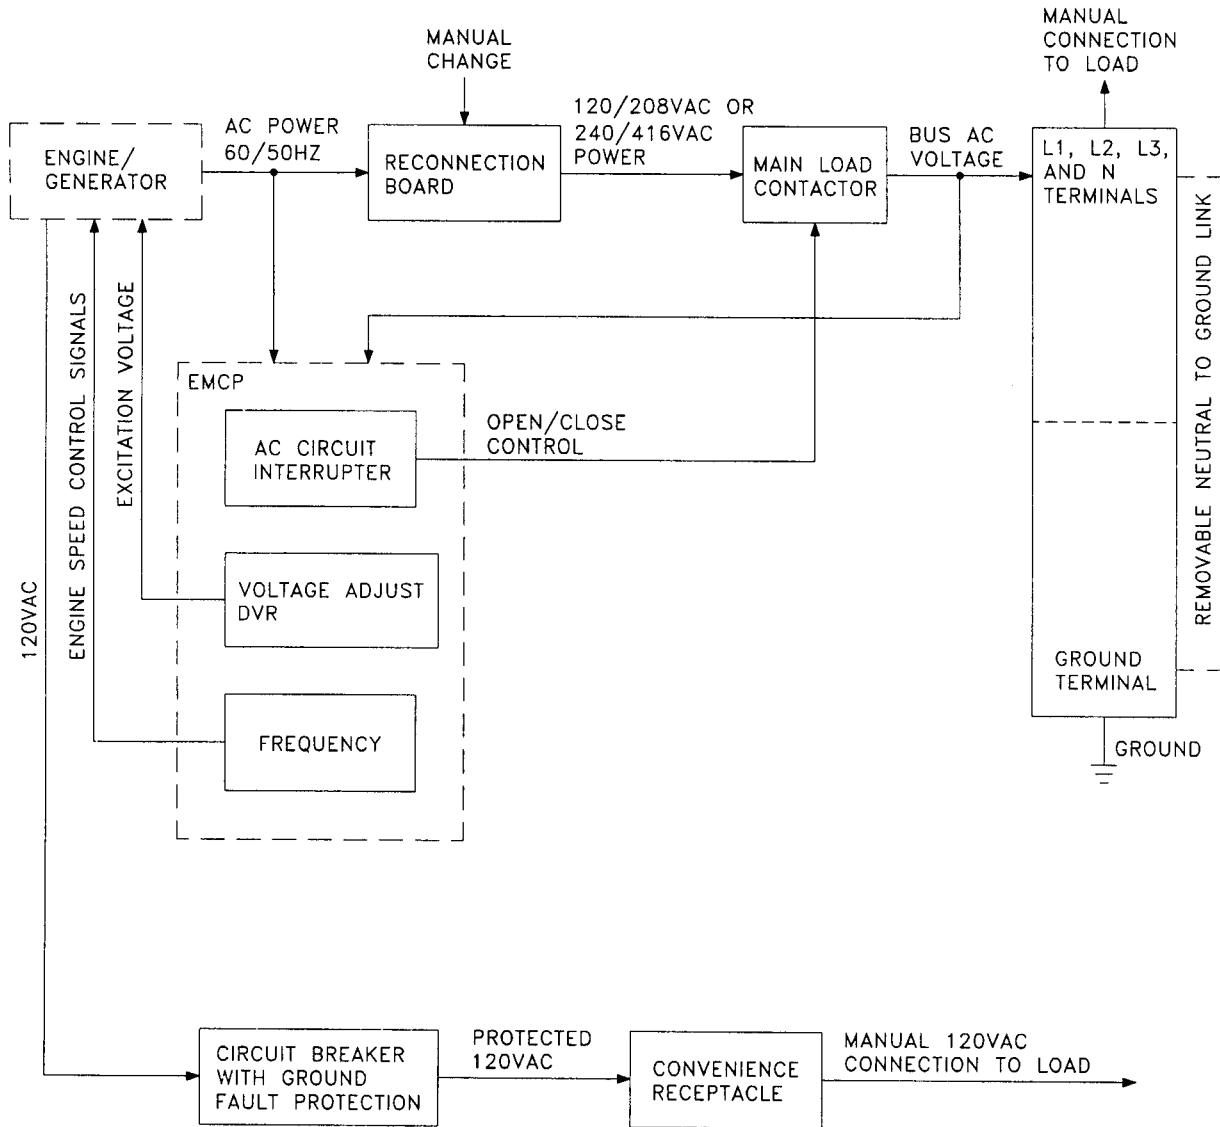 MANUAL
CONNECTION
TO LOAD
MANUAL
CHANGE
AC POWER
60/50HZ
120/208VAC OR
240/416VAC
POWER
BUS AC
VOLTAGE
ENGINE/
GENERATOR
RECONNECTION
BOARD
MAIN LOAD
CONTACTOR
L1, L2, L3,
AND N
TERMINALS
REMOVABLE NEUTRAL TO GROUND LINK
120VAC
ENGINE SPEED CONTROL SIGNALS
EXCITATION VOLTAGE
EMCP
AC CIRCUIT
INTERRUPTER
OPEN/CLOSE
CONTROL
VOLTAGE ADJUST
DVR
FREQUENCY
GROUND
TERMINAL
GROUND
CIRCUIT BREAKER
WITH GROUND
FAULT PROTECTION
PROTECTED
120VAC
CONVENIENCE
RECEPTACLE
MANUAL 120VAC
CONNECTION TO LOAD